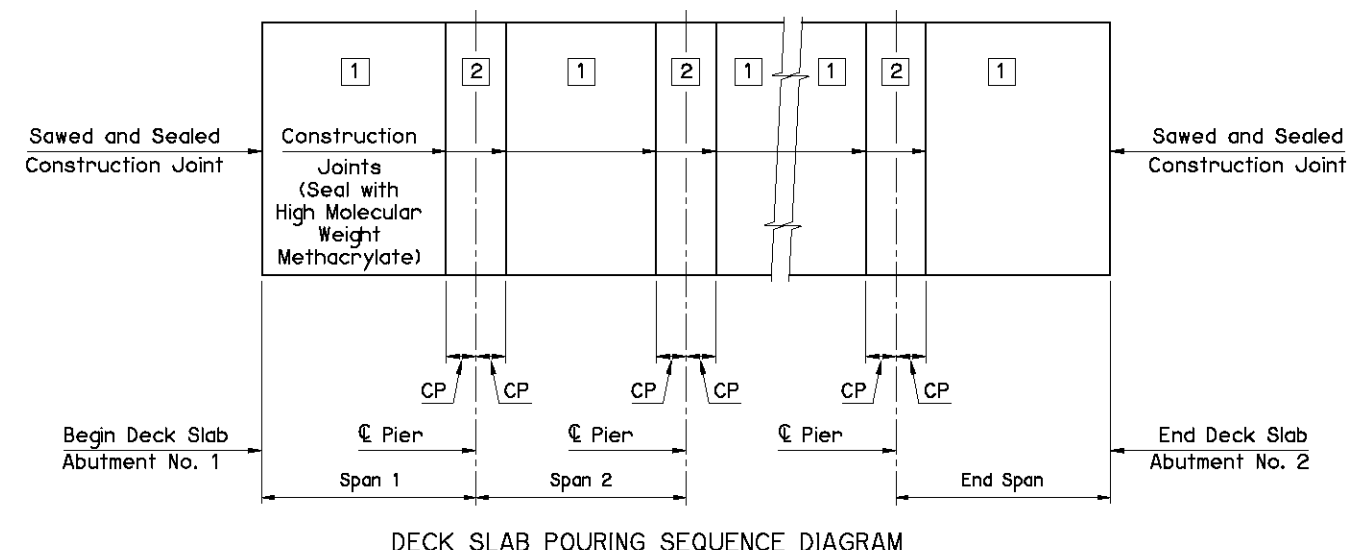 1
2
1
2
1
1
2
1
Sawed and Sealed
Construction Joint
Construction
Joints
(Seal with
High Molecular
Weight
Methacrylate)
Sawed and Sealed
Construction Joint
CP
CP
CP
CP
CP
CP
Begin Deck Slab
Abutment No. 1
℄ Pier
℄ Pier
℄ Pier
End Deck Slab
Abutment No. 2
Span 1
Span 2
End Span
DECK SLAB POURING SEQUENCE DIAGRAM